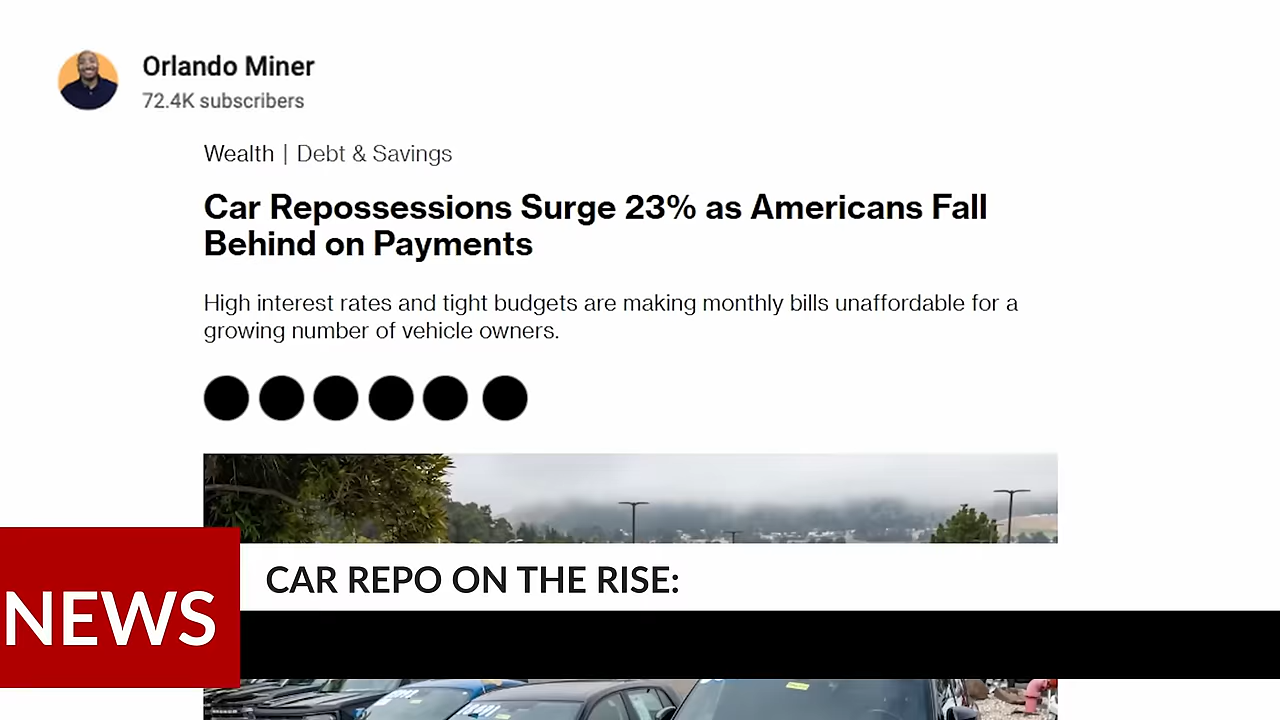 Orlando Miner
72.4K subscribers
Wealth | Debt & Savings
Car Repossessions Surge 23% as Americans Fall
Behind on Payments
High interest rates and tight budgets are making monthly bills unaffordable for a
growing number of vehicle owners.
CAR REPO ON THE RISE:
NEWS